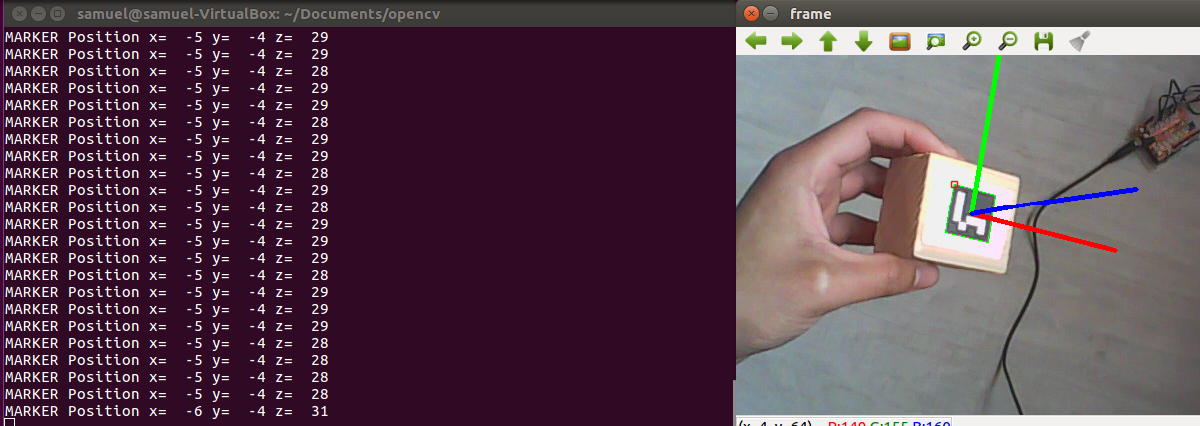 samuel@samuel-VirtualBox: ~/Documents/opencv
MARKER Position x=  -5 y=  -4 z=  29
MARKER Position x=  -5 y=  -4 z=  29
MARKER Position x=  -5 y=  -4 z=  28
MARKER Position x=  -5 y=  -4 z=  29
MARKER Position x=  -5 y=  -4 z=  29
MARKER Position x=  -5 y=  -4 z=  28
MARKER Position x=  -5 y=  -4 z=  29
MARKER Position x=  -5 y=  -4 z=  29
MARKER Position x=  -5 y=  -4 z=  28
MARKER Position x=  -5 y=  -4 z=  29
MARKER Position x=  -5 y=  -4 z=  28
MARKER Position x=  -5 y=  -4 z=  29
MARKER Position x=  -5 y=  -4 z=  29
MARKER Position x=  -5 y=  -4 z=  29
MARKER Position x=  -5 y=  -4 z=  28
MARKER Position x=  -5 y=  -4 z=  29
MARKER Position x=  -5 y=  -4 z=  29
MARKER Position x=  -5 y=  -4 z=  29
MARKER Position x=  -5 y=  -4 z=  28
MARKER Position x=  -5 y=  -4 z=  28
MARKER Position x=  -5 y=  -4 z=  28
MARKER Position x=  -5 y=  -4 z=  28
MARKER Position x=  -6 y=  -4 z=  31
frame